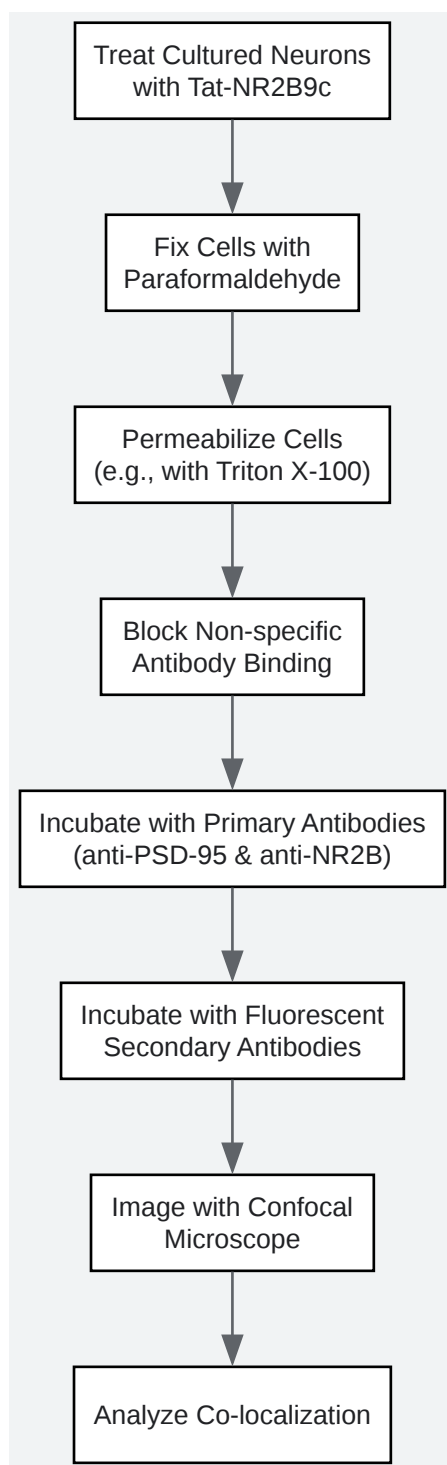 Treat Cultured Neurons
with Tat-NR2B9c
Fix Cells with
Paraformaldehyde
Permeabilize Cells
(e.g., with Triton X-100)
Block Non-specific
Antibody Binding
Incubate with Primary Antibodies
(anti-PSD-95 & anti-NR2B)
Incubate with Fluorescent
Secondary Antibodies
Image with Confocal
Microscope
Analyze Co-localization